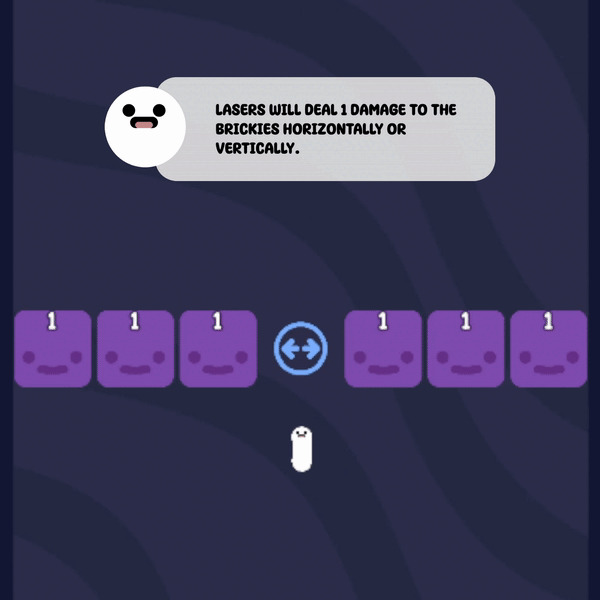 LASERS WILL DEAL 1 DAMAGE TO THE
BRICKIES HORIZONTALLY OR
VERTICALLY.
1 1 1 1 1 1